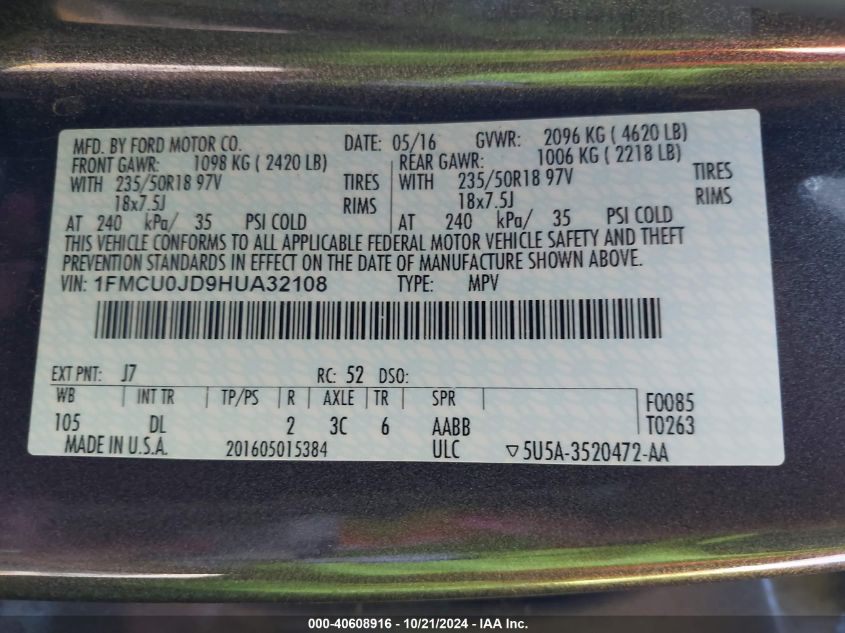 MFD. BY FORD MOTOR CO. DATE: 05/16 GVWR: 2096 KG ( 4620 LB)
FRONT GAWR: 1098 KG ( 2420 LB) REAR GAWR: 1006 KG ( 2218 LB)
WITH 235/50R18 97V TIRES WITH 235/50R18 97V TIRES
18x7.5J RIMS 18x7.5J RIMS
AT 240 kPa/ 35 PSI COLD AT 240 kPa/ 35 PSI COLD
THIS VEHICLE CONFORMS TO ALL APPLICABLE FEDERAL MOTOR VEHICLE SAFETY AND THEFT
PREVENTION STANDARDS IN EFFECT ON THE DATE OF MANUFACTURE SHOWN ABOVE.
VIN: 1FMCU0JD9HUA32108 TYPE: MPV
EXT PNT: J7 RC: 52 DSO:
WB INT TR TP/PS R AXLE TR SPR F0085
105 DL 2 3C 6 AABB T0263
MADE IN U.S.A. 201605015384 ULC ▽5U5A-3520472-AA
000-40608916 - 10/21/2024 - IAA Inc.